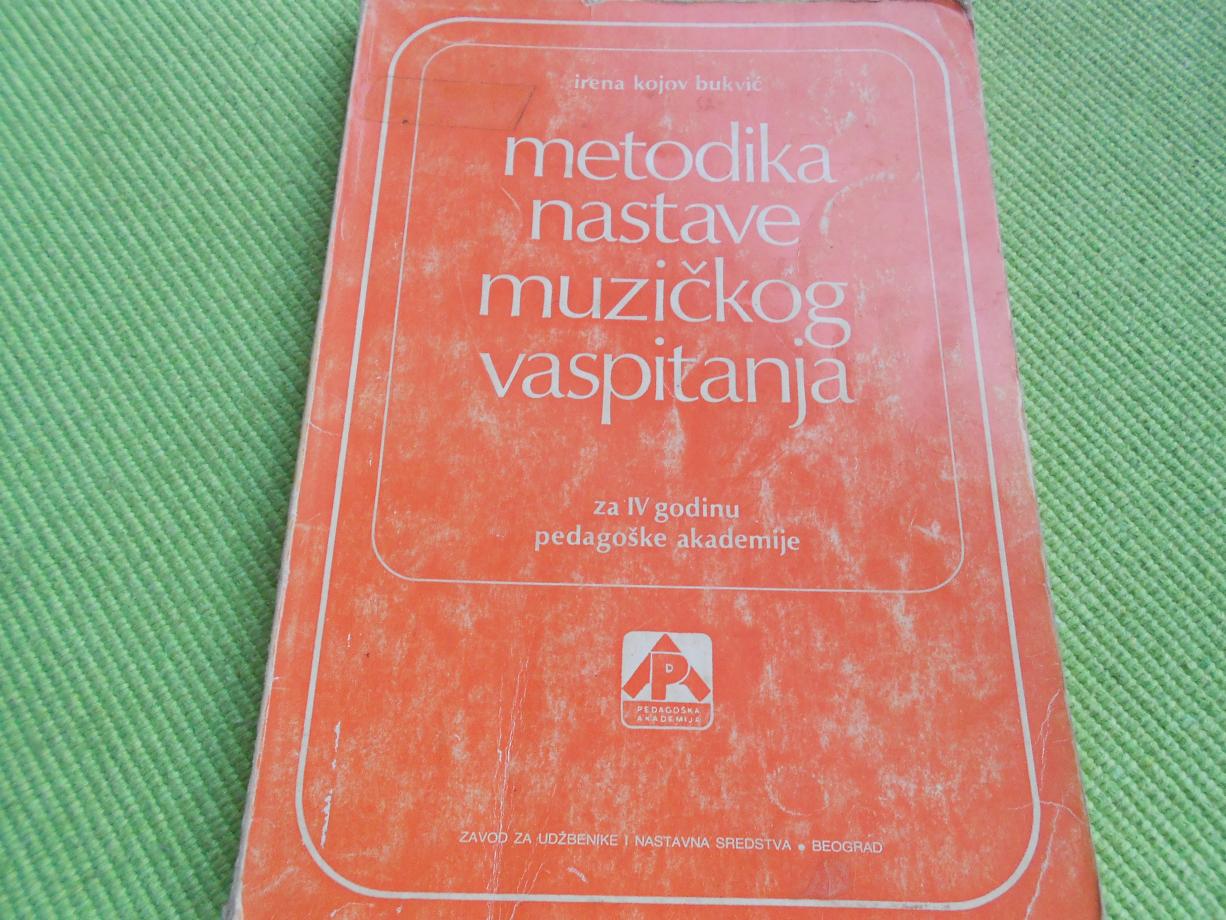 irena kojov bukvić
metodika
nastave
muzičkog
vaspitanja
za IV godinu
pedagoške akademije
PEDAGOŠKA
AKADEMIJA
ZAVOD ZA UDŽBENIKE I NASTAVNA SREDSTVA • BEOGRAD